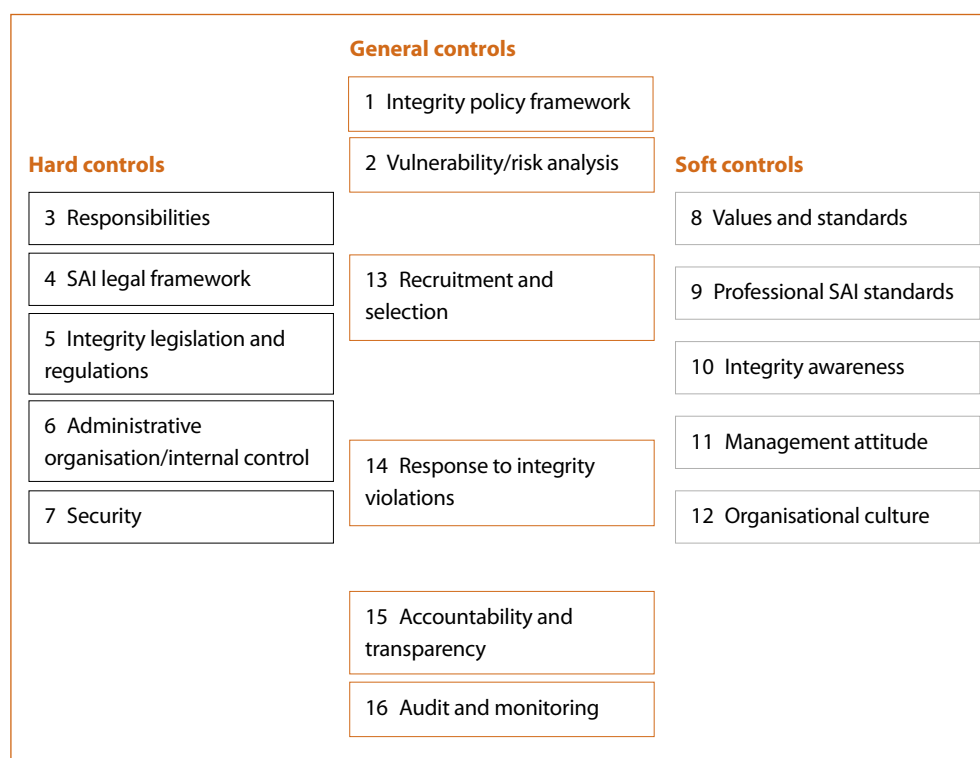 General controls
1 Integrity policy framework
2 Vulnerability/risk analysis
Hard controls
3 Responsibilities
4 SAI legal framework
5 Integrity legislation and
regulations
6 Administrative
organisation/internal control
7 Security
13 Recruitment and
selection
14 Response to integrity
violations
15 Accountability and
transparency
16 Audit and monitoring
Soft controls
8 Values and standards
9 Professional SAI standards
10 Integrity awareness
11 Management attitude
12 Organisational culture